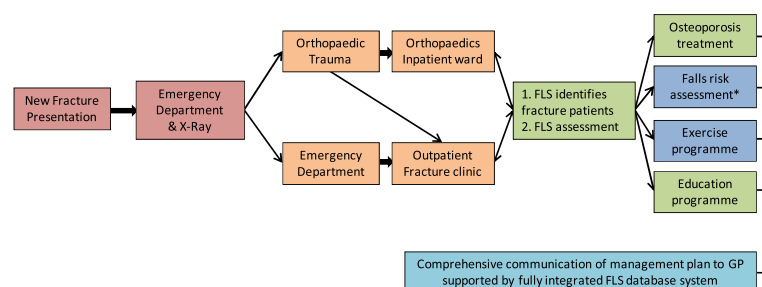 New Fracture
Presentation
Emergency
Department
& X-Ray
Orthopaedic
Trauma
Orthopaedics
Inpatient ward
Emergency
Department
Outpatient
Fracture clinic
1. FLS identifies
fracture patients
2. FLS assessment
Osteoporosis
treatment
Falls risk
assessment*
Exercise
programme
Education
programme
Comprehensive communication of management plan to GP
supported by fully integrated FLS database system